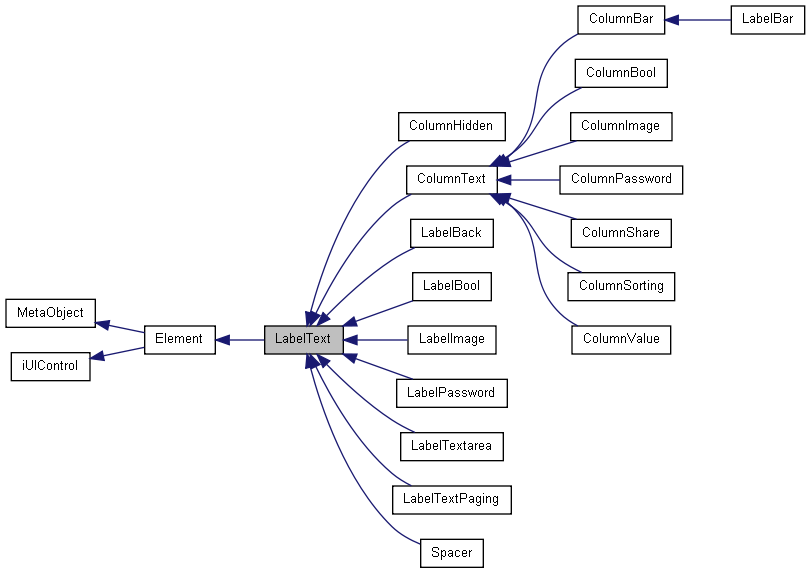 ColumnBar
LabelBar
ColumnBool
ColumnHidden
ColumnImage
ColumnText
ColumnPassword
LabelBack
ColumnShare
LabelBool
ColumnSorting
MetaObject
Element
LabelText
LabelImage
ColumnValue
iUIControl
LabelPassword
LabelTextarea
LabelTextPaging
Spacer